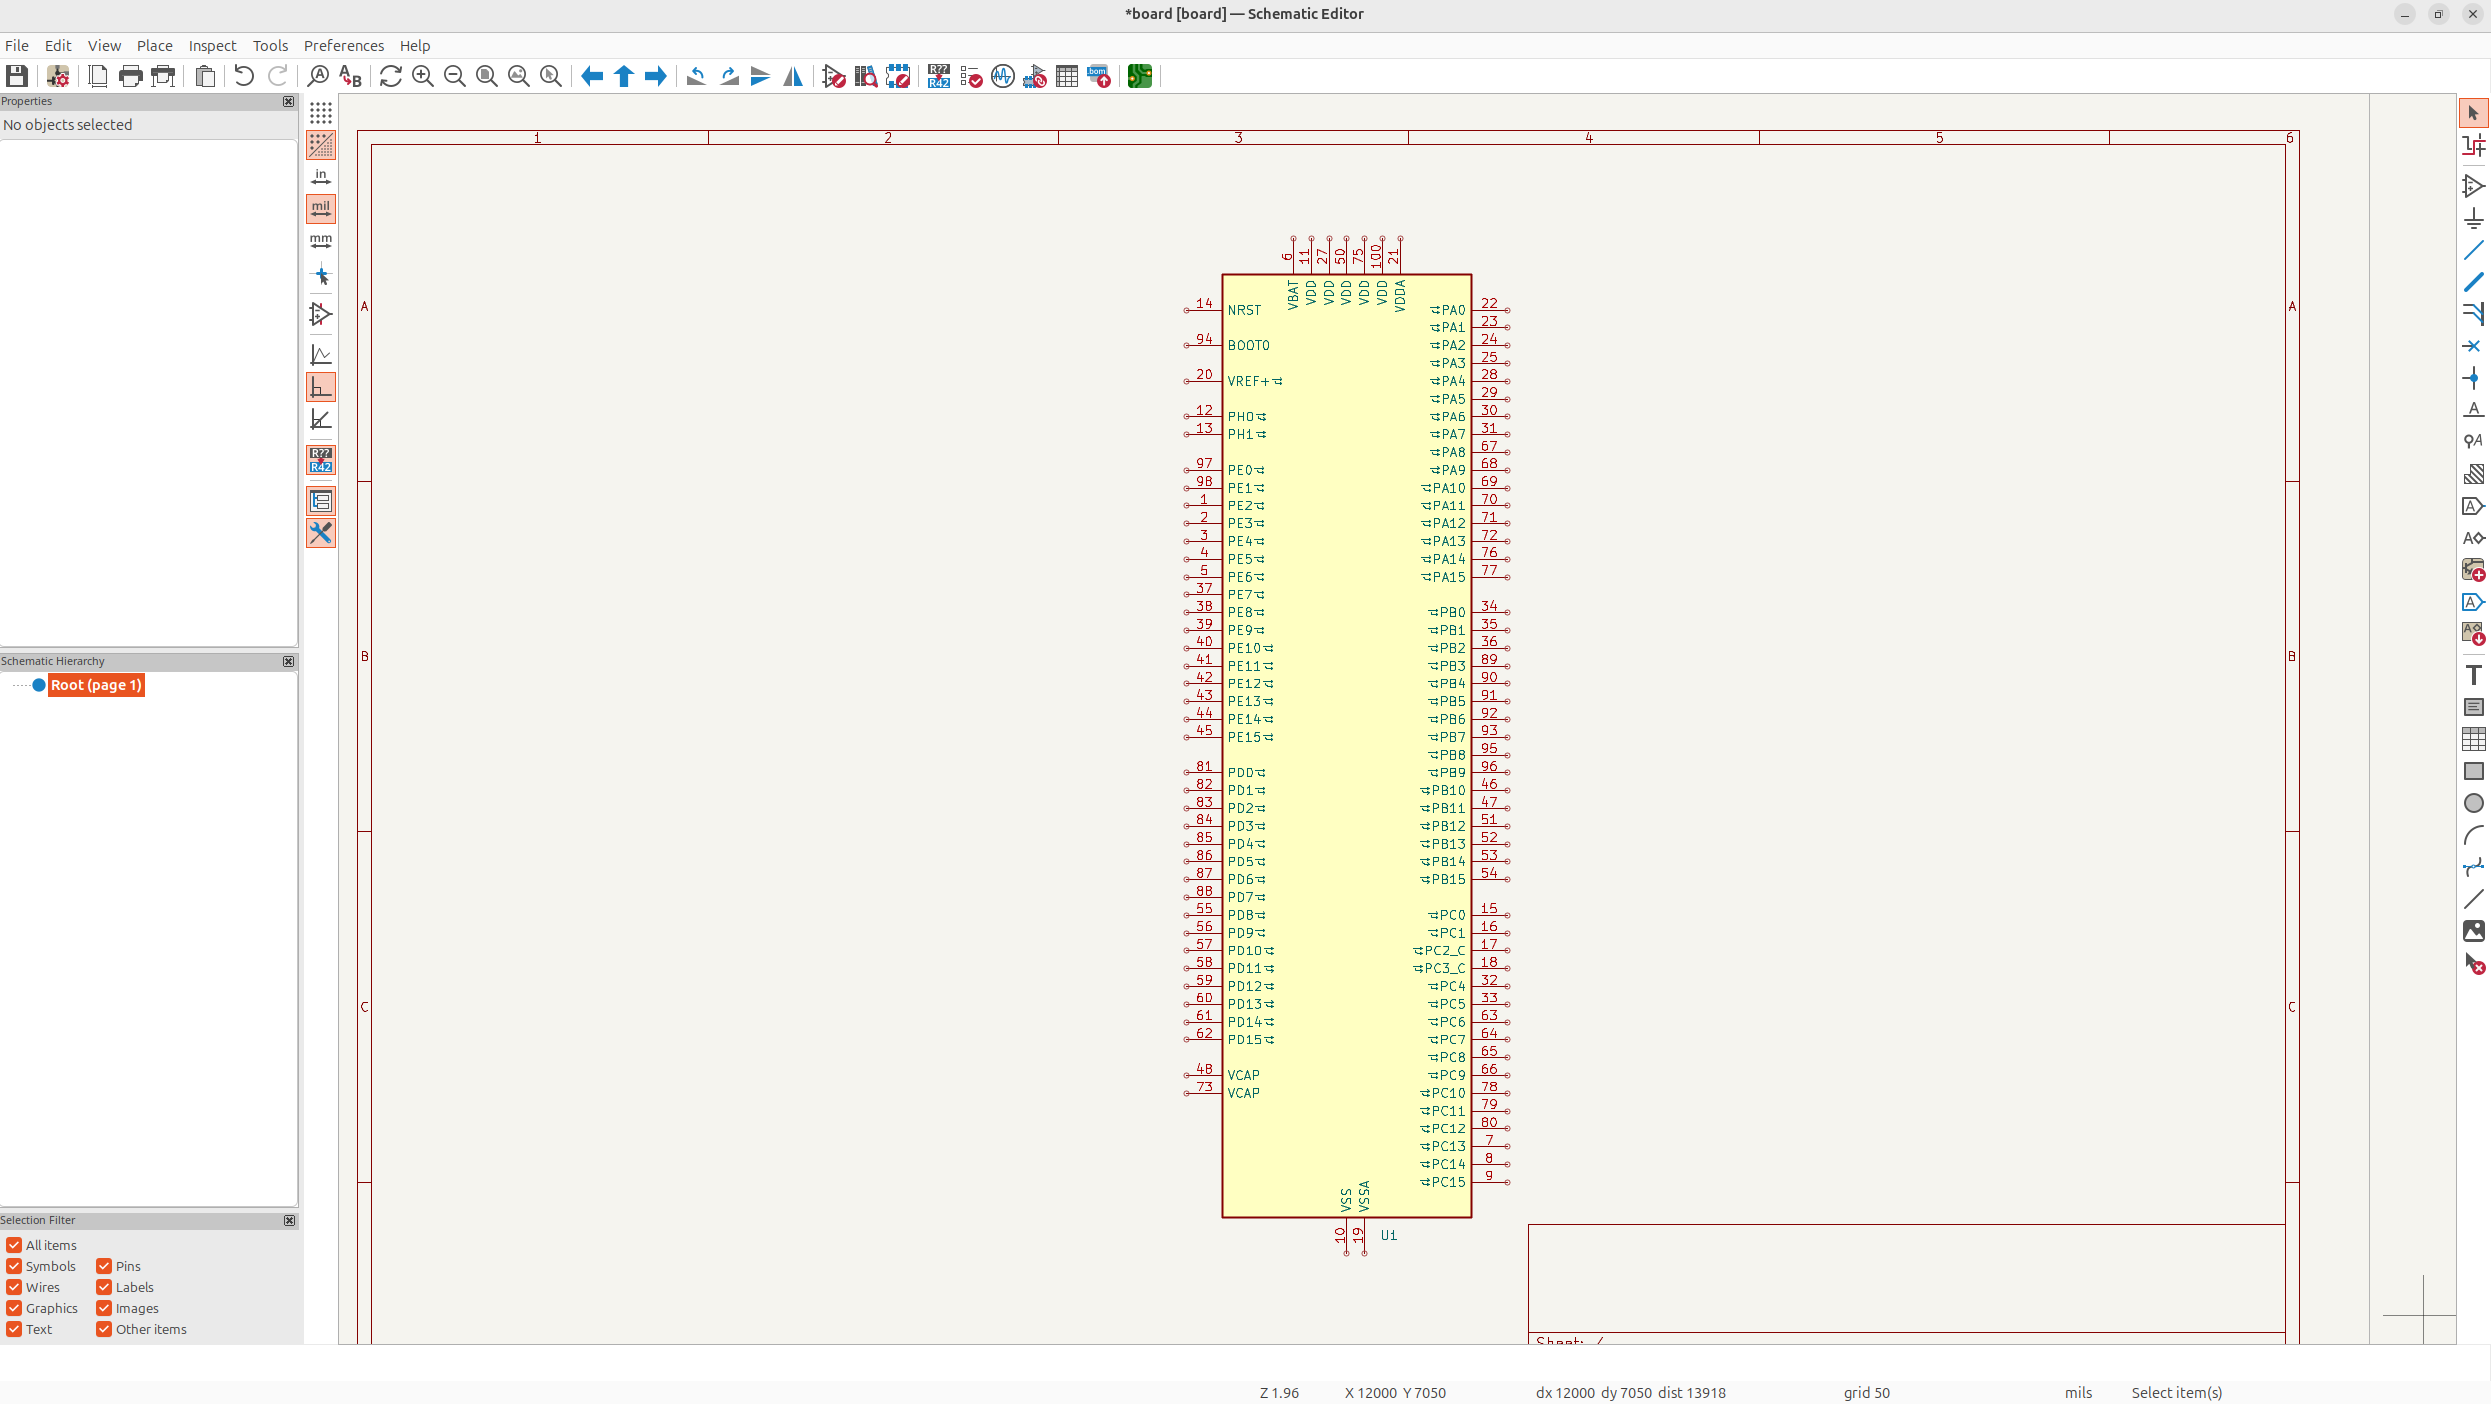 *board [board] — Schematic Editor
File Edit View Place Inspect Tools Preferences Help
Properties
No objects selected
Schematic Hierarchy
Root (page 1)
Selection Filter
All items
Symbols Pins
Wires Labels
Graphics Images
Text Other items
in
mil
mm
R??
R42
1 2 3 4 5 6
A A
B B
C C
6 11 27 50 75 100 21
VBAT VDD VDD VDD VDD VDD VDDA
14 NRST
94 BOOT0
20 VREF+
12 PH0
13 PH1
97 PE0
98 PE1
1 PE2
2 PE3
3 PE4
4 PE5
5 PE6
37 PE7
38 PE8
39 PE9
40 PE10
41 PE11
42 PE12
43 PE13
44 PE14
45 PE15
81 PD0
82 PD1
83 PD2
84 PD3
85 PD4
86 PD5
87 PD6
88 PD7
55 PD8
56 PD9
57 PD10
58 PD11
59 PD12
60 PD13
61 PD14
62 PD15
48 VCAP
73 VCAP
PA0 22
PA1 23
PA2 24
PA3 25
PA4 28
PA5 29
PA6 30
PA7 31
PA8 67
PA9 68
PA10 69
PA11 70
PA12 71
PA13 72
PA14 76
PA15 77
PB0 34
PB1 35
PB2 36
PB3 89
PB4 90
PB5 91
PB6 92
PB7 93
PB8 95
PB9 96
PB10 46
PB11 47
PB12 51
PB13 52
PB14 53
PB15 54
PC0 15
PC1 16
PC2_C 17
PC3_C 18
PC4 32
PC5 33
PC6 63
PC7 64
PC8 65
PC9 66
PC10 78
PC11 79
PC12 80
PC13 7
PC14 8
PC15 9
VSS VSSA
10 19
U1
Sheet: /
Z 1.96 X 12000 Y 7050 dx 12000 dy 7050 dist 13918 grid 50 mils Select item(s)